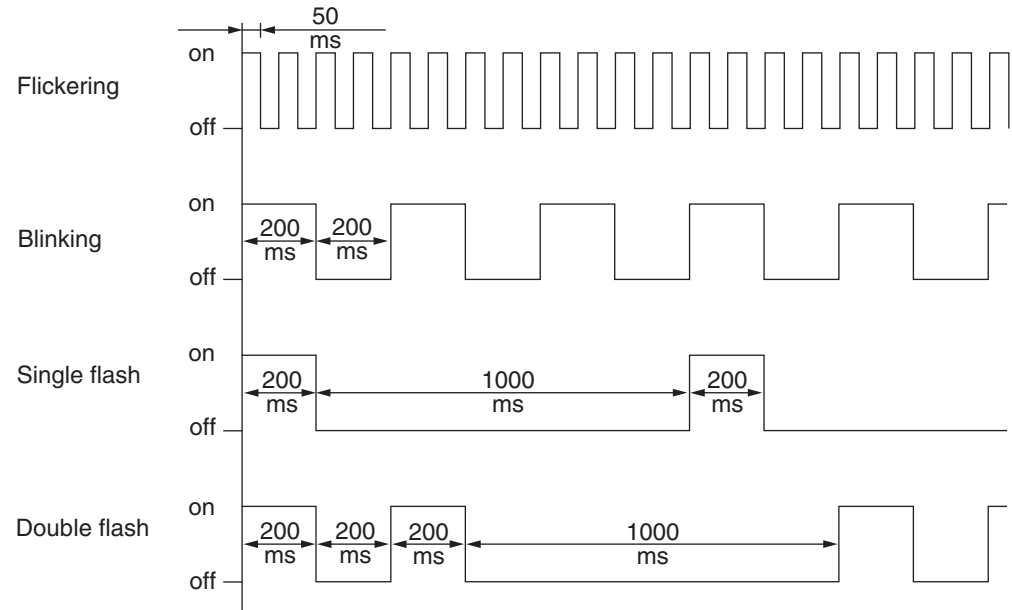 50
ms
on
Flickering
off
on
200 200
Blinking
ms ms
off
on
Single flash
200 1000 200
ms ms ms
off
on
Double flash
200 200 200 1000
ms ms ms ms
off